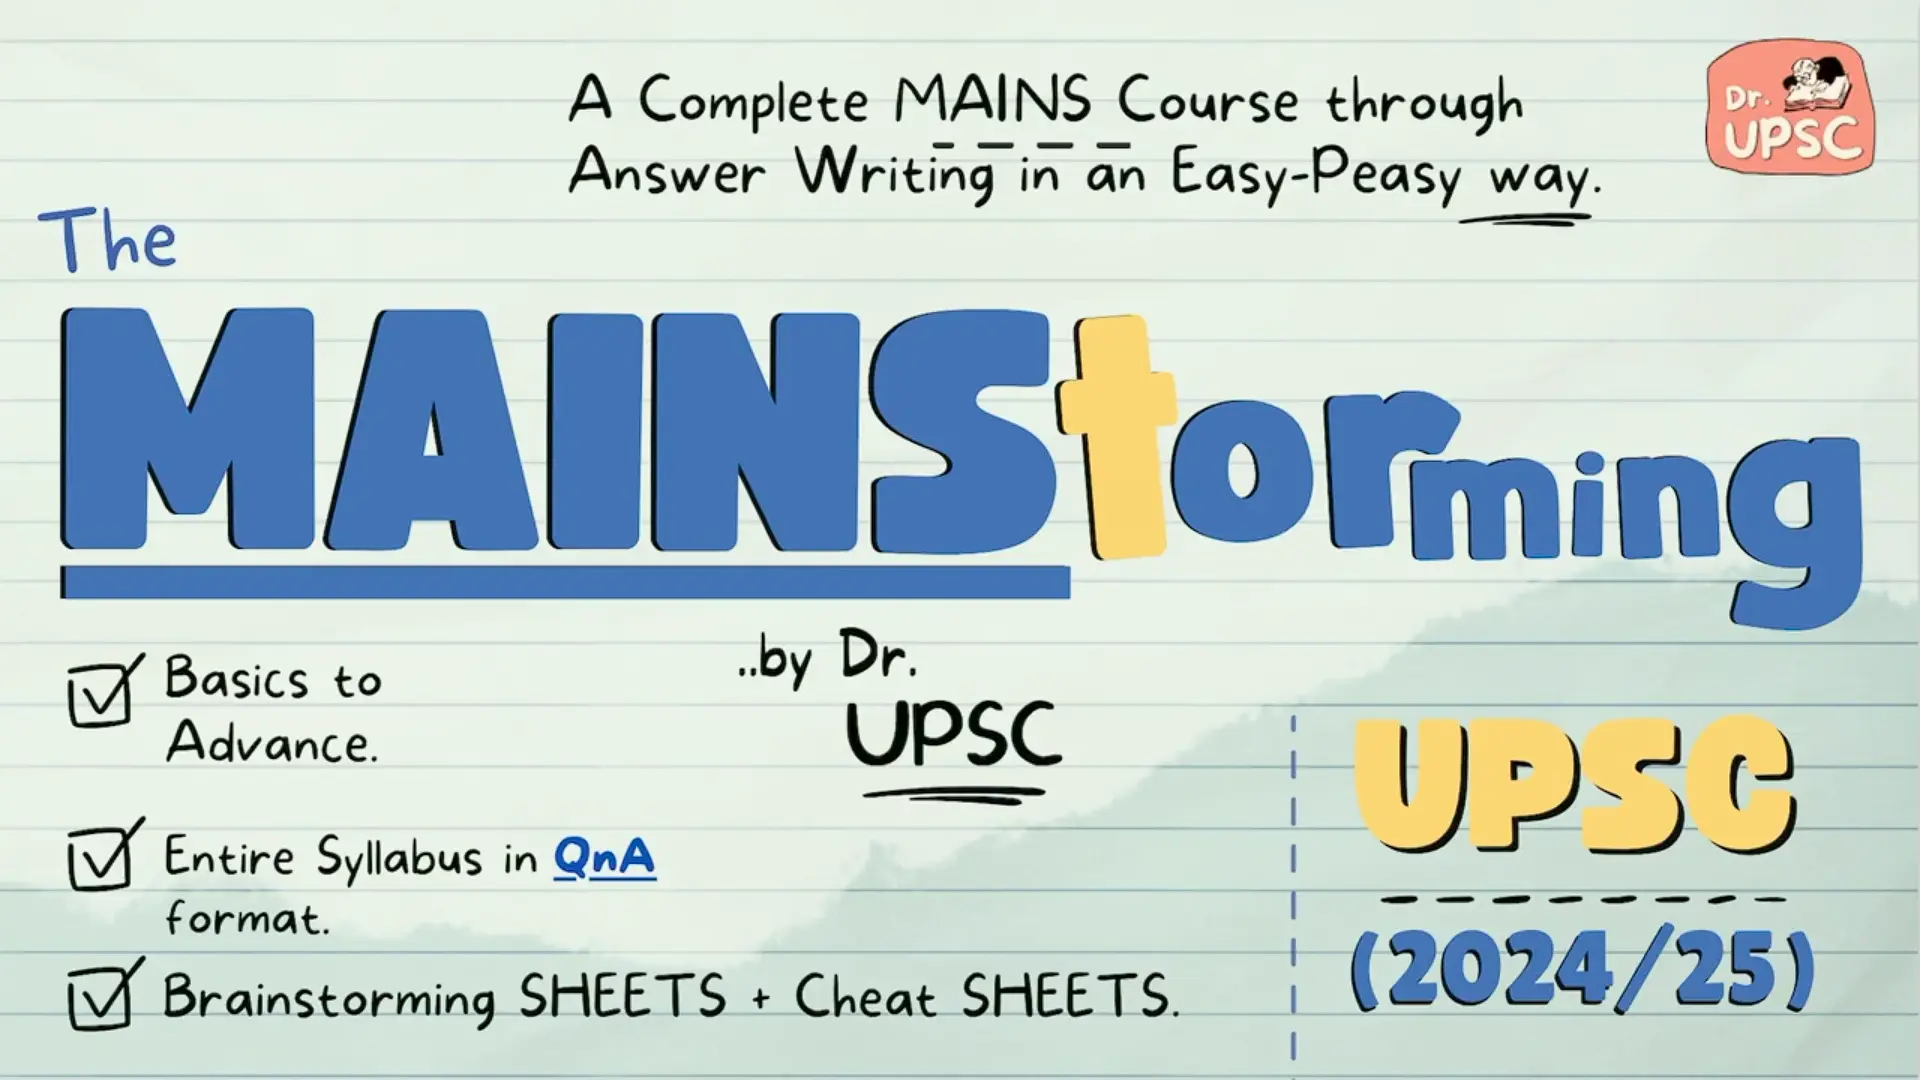 A Complete MAINS Course through
Answer Writing in an Easy-Peasy way.
Dr.
UPSC
The
MAINStorming
..by Dr.
UPSC
Basics to
Advance.
Entire Syllabus in QnA
format.
Brainstorming SHEETS + Cheat SHEETS.
UPSC
(2024/25)